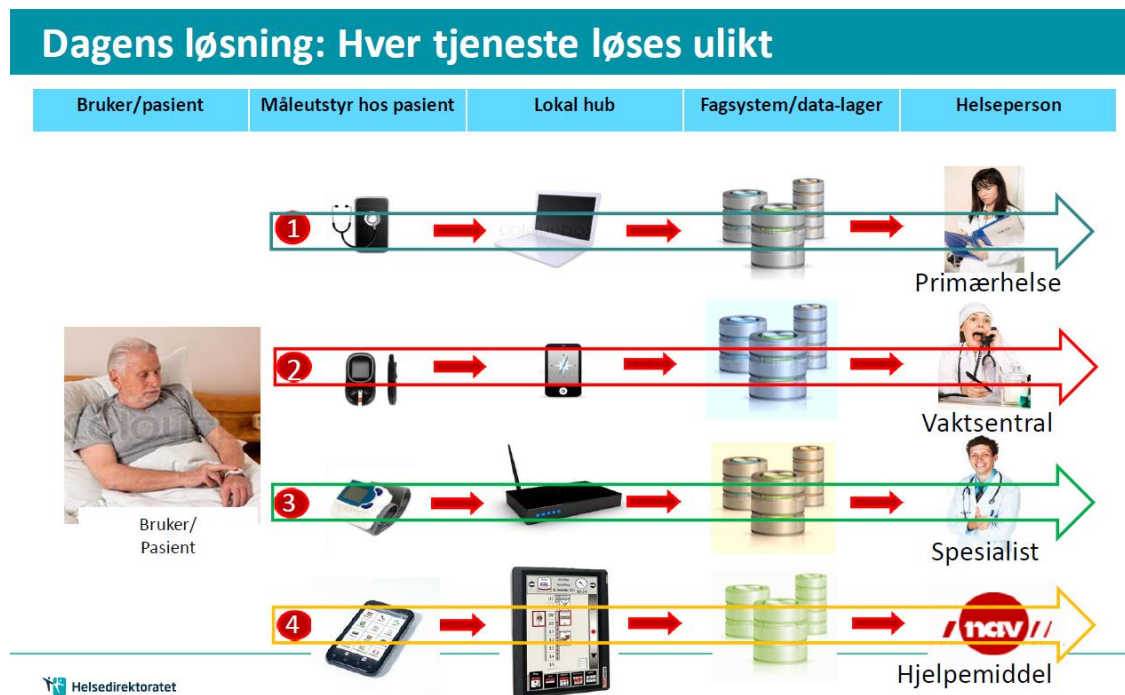 Dagens løsning: Hver tjeneste løses ulikt
Bruker/pasient
Måleutstyr hos pasient
Lokal hub
Fagsystem/data-lager
Helseperson
1
Primærhelse
2
Vaktsentral
Bruker/
Pasient
3
Spesialist
4
nav
Hjelpemiddel
Helsedirektoratet